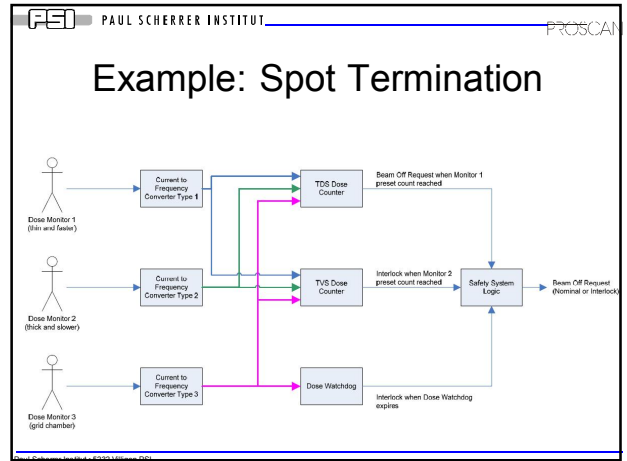 PSI PAUL SCHERRER INSTITUT
PROSCAN
Example: Spot Termination
Dose Monitor 1
(thin and faster)
Current to
Frequency
Converter Type 1
TDS Dose
Counter
Beam Off Request when Monitor 1
preset count reached
Dose Monitor 2
(thick and slower)
Current to
Frequency
Converter Type 2
TVS Dose
Counter
Interlock when Monitor 2
preset count reached
Safety System
Logic
Beam Off Request
(Nominal or Interlock)
Dose Monitor 3
(grid chamber)
Current to
Frequency
Converter Type 3
Dose Watchdog
Interlock when Dose Watchdog
expires
Paul Scherrer Institut • 5232 Villigen PSI